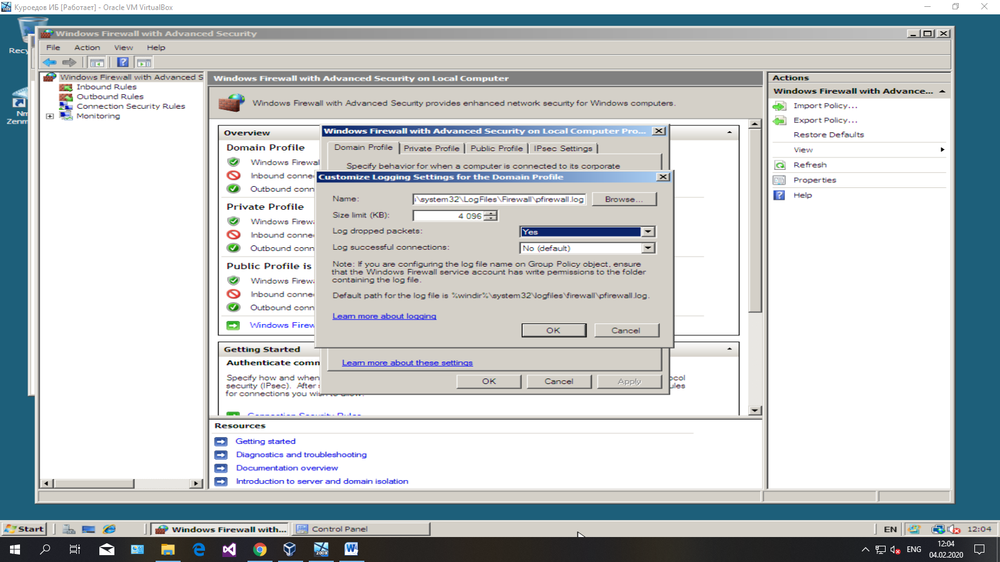 Куроедов ИБ [Работает] - Oracle VM VirtualBox
Windows Firewall with Advanced Security
File Action View Help
Windows Firewall with Advanced S
Inbound Rules
Outbound Rules
Connection Security Rules
Monitoring
Windows Firewall with Advanced Security on Local Computer
Windows Firewall with Advanced Security provides enhanced network security for Windows computers.
Overview
Domain Profile
Windows Firewal
Inbound conne
Outbound conn
Private Profile
Windows Firewa
Inbound conne
Outbound conn
Public Profile is
Windows Firewa
Inbound conne
Outbound conn
Windows Firew
Getting Started
Authenticate comm
Specify how and when
security (IPsec). After
for connections you wish to allow.
ocol
ules
Connection Security Rules
Resources
Getting started
Diagnostics and troubleshooting
Documentation overview
Introduction to server and domain isolation
Windows Firewall with Advanced Security on Local Computer Pro...
Domain Profile Private Profile Public Profile IPsec Settings
Specify behavior for when a computer is connected to its corporate
Customize Logging Settings for the Domain Profile
Name: \system32\LogFiles\Firewall\pfirewall.log Browse...
Size limit (KB): 4 096
Log dropped packets: Yes
Log successful connections: No (default)
Note: If you are configuring the log file name on Group Policy object, ensure
that the Windows Firewall service account has write permissions to the folder
containing the log file.
Default path for the log file is %windir%\system32\logfiles\firewall\pfirewall.log.
Learn more about logging
OK Cancel
Learn more about these settings
OK Cancel Apply
Actions
Windows Firewall with Advance...
Import Policy...
Export Policy...
Restore Defaults
View
Refresh
Properties
Help
Recy
Nm
Zenm
Start Windows Firewall with... Control Panel EN 12:04
2008
ENG 12:04
04.02.2020